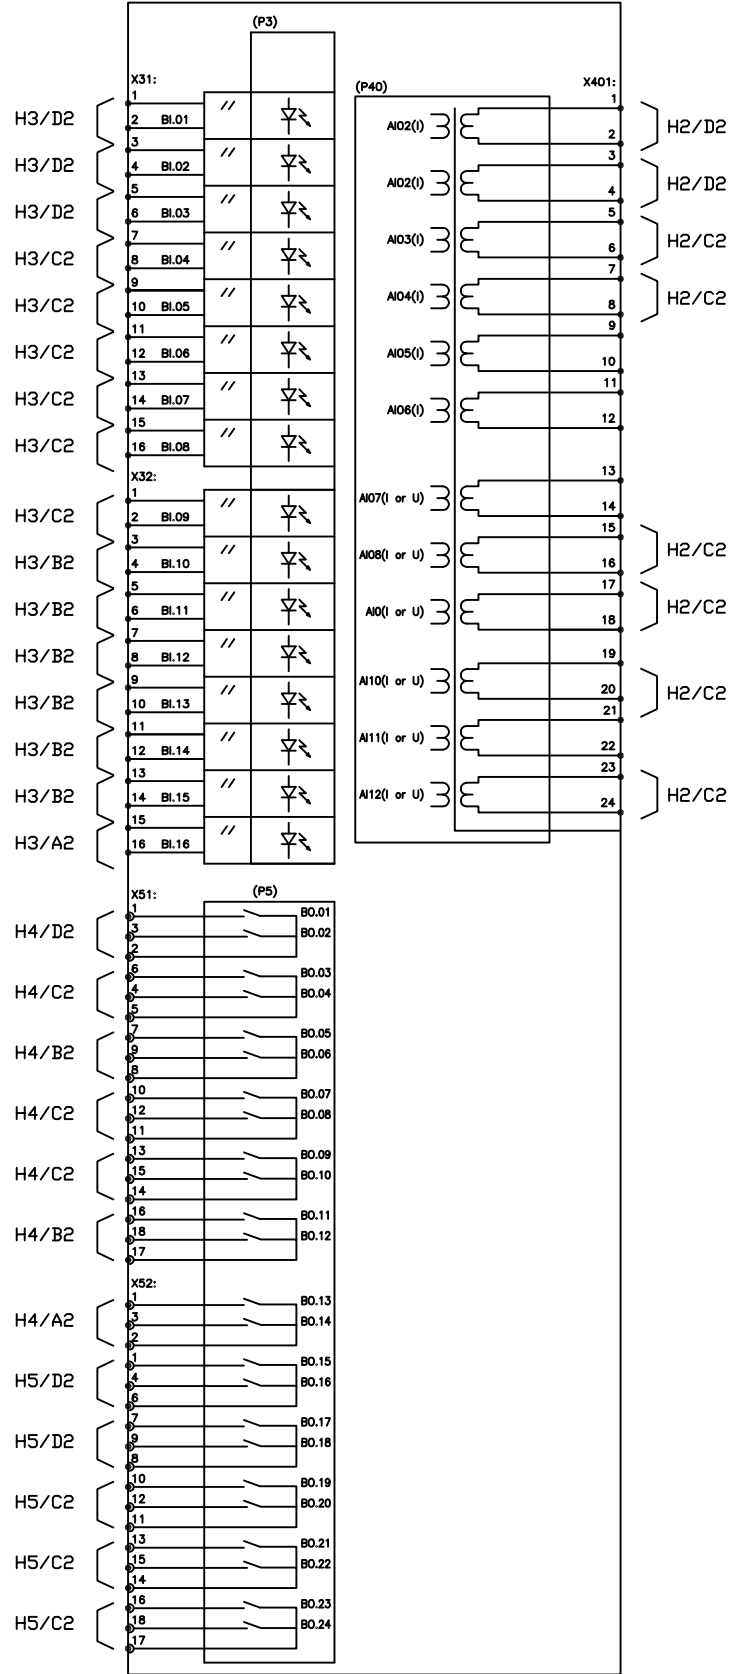 (P3)
X31:
1
H3/D2
2 BI.01
3
H3/D2
4 BI.02
5
H3/D2
6 BI.03
7
H3/C2
8 BI.04
9
H3/C2
10 BI.05
11
H3/C2
12 BI.06
13
H3/C2
14 BI.07
15
H3/C2
16 BI.08
X32:
1
H3/C2
2 BI.09
3
H3/B2
4 BI.10
5
H3/B2
6 BI.11
7
H3/B2
8 BI.12
9
H3/B2
10 BI.13
11
H3/B2
12 BI.14
13
H3/B2
14 BI.15
15
H3/A2
16 BI.16
(P40)
X401:
1
AI02(I) H2/D2
2
3
AI02(I) H2/D2
4
5
AI03(I) H2/C2
6
7
AI04(I) H2/C2
8
9
AI05(I)
10
11
AI06(I)
12
13
AI07(I or U)
14
15
AI08(I or U) H2/C2
16
17
AI0(I or U) H2/C2
18
19
AI10(I or U) H2/C2
20
21
AI11(I or U)
22
23
AI12(I or U) H2/C2
24
(P5)
X51:
1 BO.01
H4/D2 3 BO.02
2
6 BO.03
H4/C2 4 BO.04
5
7 BO.05
H4/B2 9 BO.06
8
10 BO.07
H4/C2 12 BO.08
11
13 BO.09
H4/C2 15 BO.10
14
16 BO.11
H4/B2 18 BO.12
17
X52:
1 BO.13
H4/A2 3 BO.14
2
1 BO.15
H5/D2 4 BO.16
6
7 BO.17
H5/D2 9 BO.18
8
10 BO.19
H5/C2 12 BO.20
11
13 BO.21
H5/C2 15 BO.22
14
16 BO.23
H5/C2 18 BO.24
17